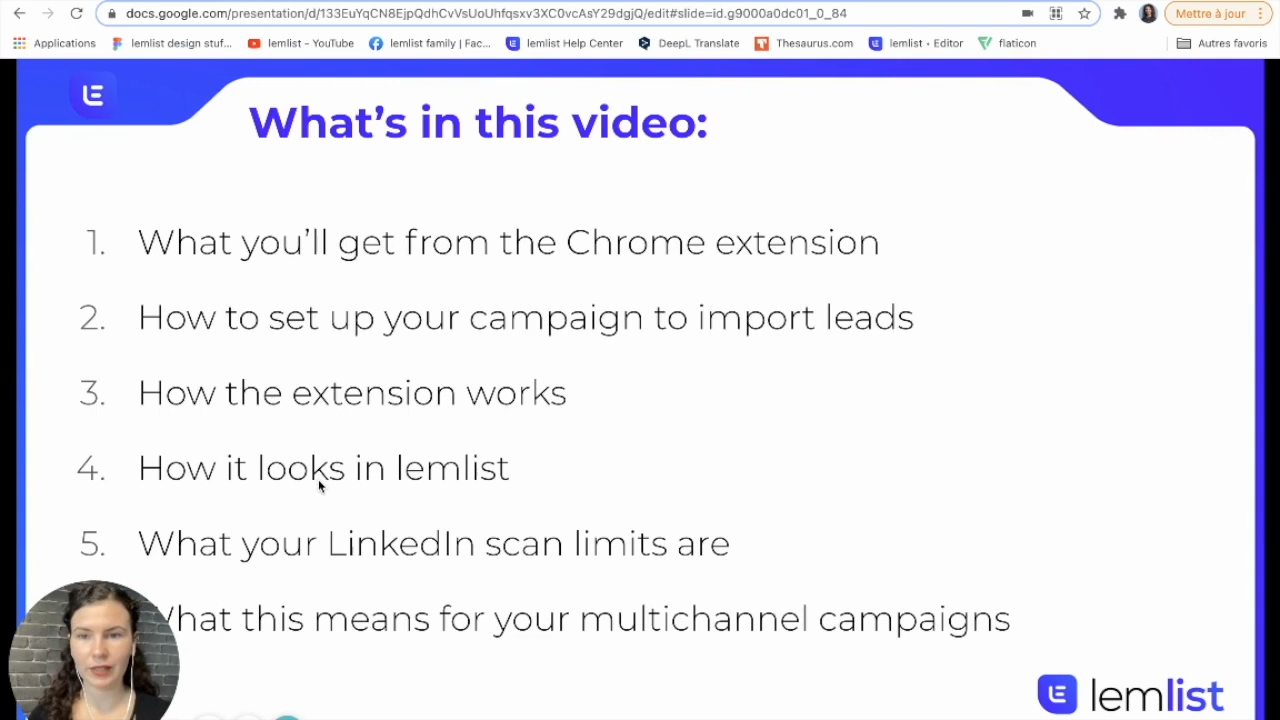 docs.google.com/presentation/d/133EuYqCN8EjpQdhCvVsUoUhfqsxv3XC0vcAsY29dgjQ/edit#slide=id.g9000a0dc01_0_84
Mettre à jour
Applications
lemlist design stuf...
lemlist – YouTube
lemlist family | Fac...
lemlist Help Center
DeepL Translate
Thesaurus.com
lemlist • Editor
flaticon
Autres favoris
What's in this video:
1. What you'll get from the Chrome extension
2. How to set up your campaign to import leads
3. How the extension works
4. How it looks in lemlist
5. What your LinkedIn scan limits are
What this means for your multichannel campaigns
lemlist